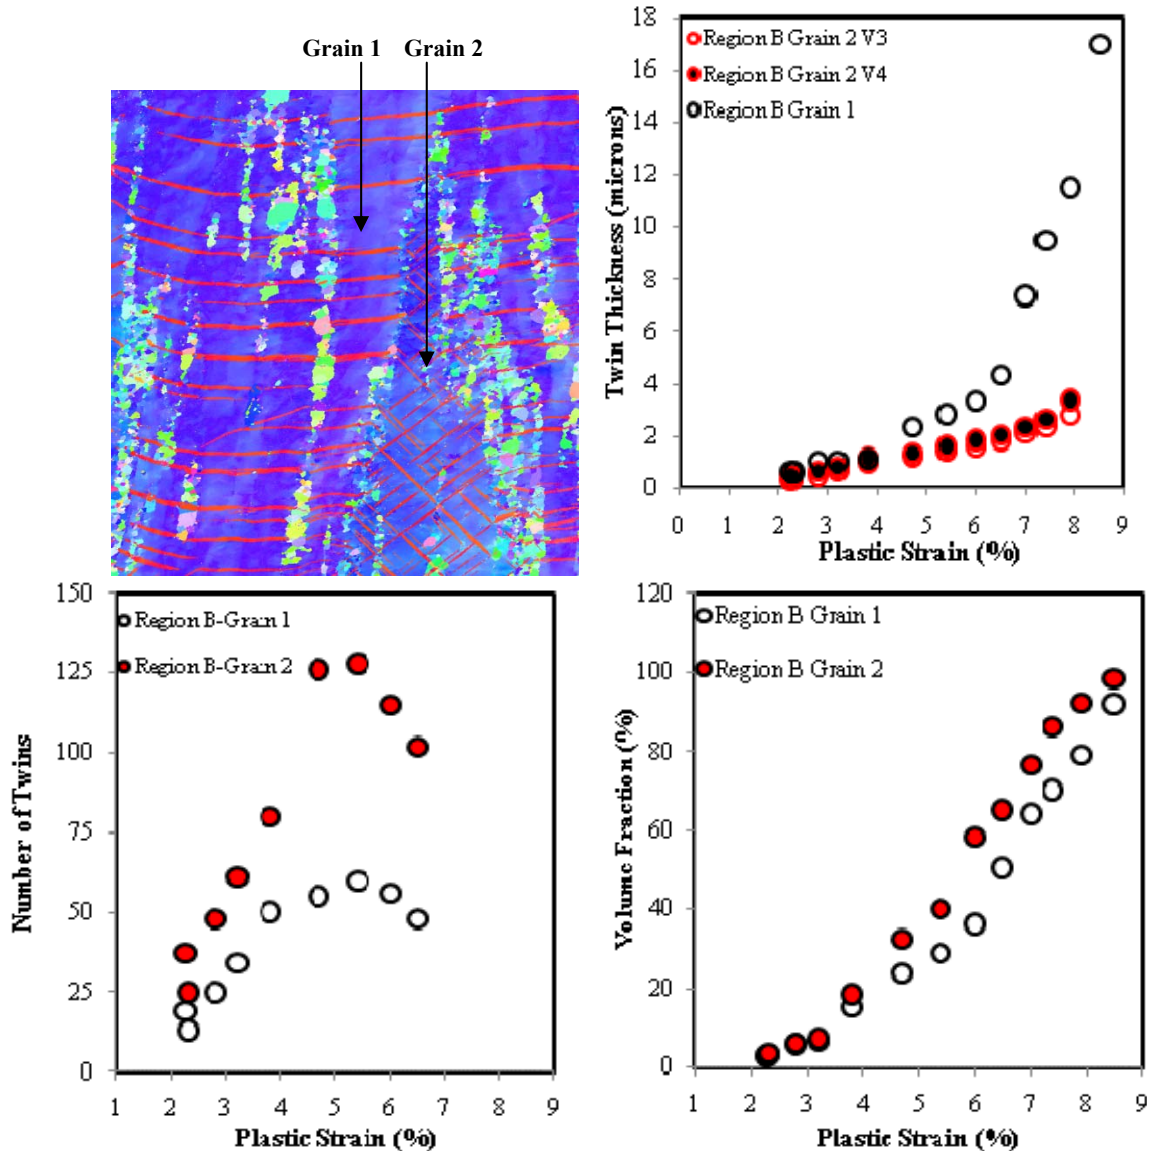 Grain 1 Grain 2
18
16
14
12
10
8
6
4
2
0
Twin Thickness (microns)
Region B Grain 2 V3
Region B Grain 2 V4
Region B Grain 1
0 1 2 3 4 5 6 7 8 9
Plastic Strain (%)
150
125
100
75
50
25
0
Number of Twins
Region B-Grain 1
Region B-Grain 2
1 2 3 4 5 6 7 8 9
Plastic Strain (%)
120
100
80
60
40
20
0
Volume Fraction (%)
Region B Grain 1
Region B Grain 2
1 2 3 4 5 6 7 8 9
Plastic Strain (%)